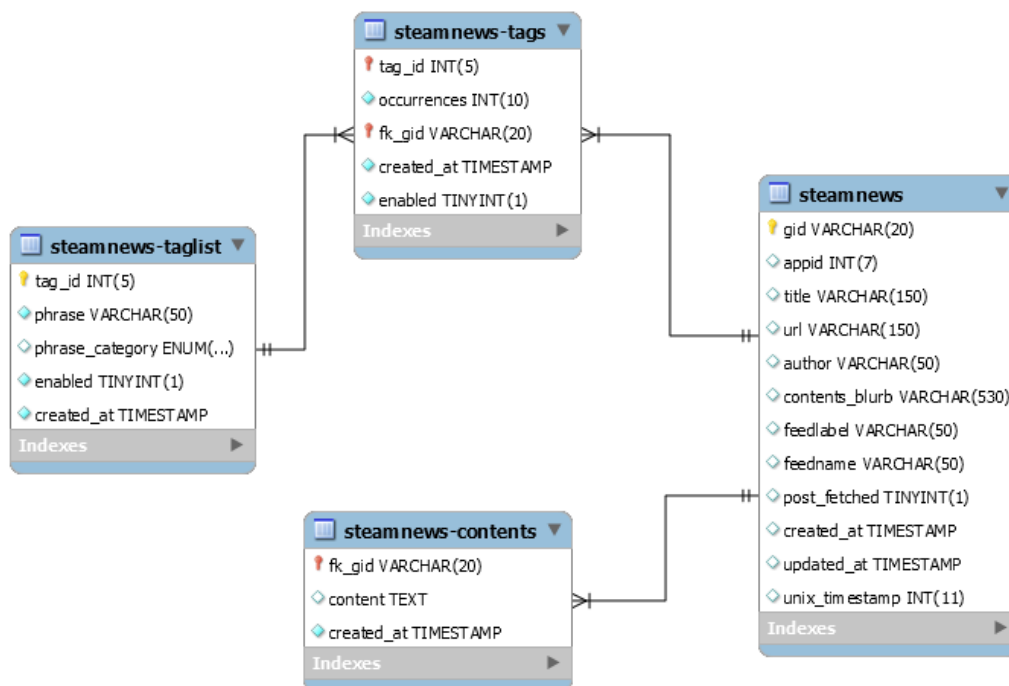 steamnews-tags
tag_id INT(5)
occurrences INT(10)
fk_gid VARCHAR(20)
created_at TIMESTAMP
enabled TINYINT(1)
Indexes
steamnews-taglist
tag_id INT(5)
phrase VARCHAR(50)
phrase_category ENUM(...)
enabled TINYINT(1)
created_at TIMESTAMP
Indexes
steamnews
gid VARCHAR(20)
appid INT(7)
title VARCHAR(150)
url VARCHAR(150)
author VARCHAR(50)
contents_blurb VARCHAR(530)
feedlabel VARCHAR(50)
feedname VARCHAR(50)
post_fetched TINYINT(1)
created_at TIMESTAMP
updated_at TIMESTAMP
unix_timestamp INT(11)
Indexes
steamnews-contents
fk_gid VARCHAR(20)
content TEXT
created_at TIMESTAMP
Indexes